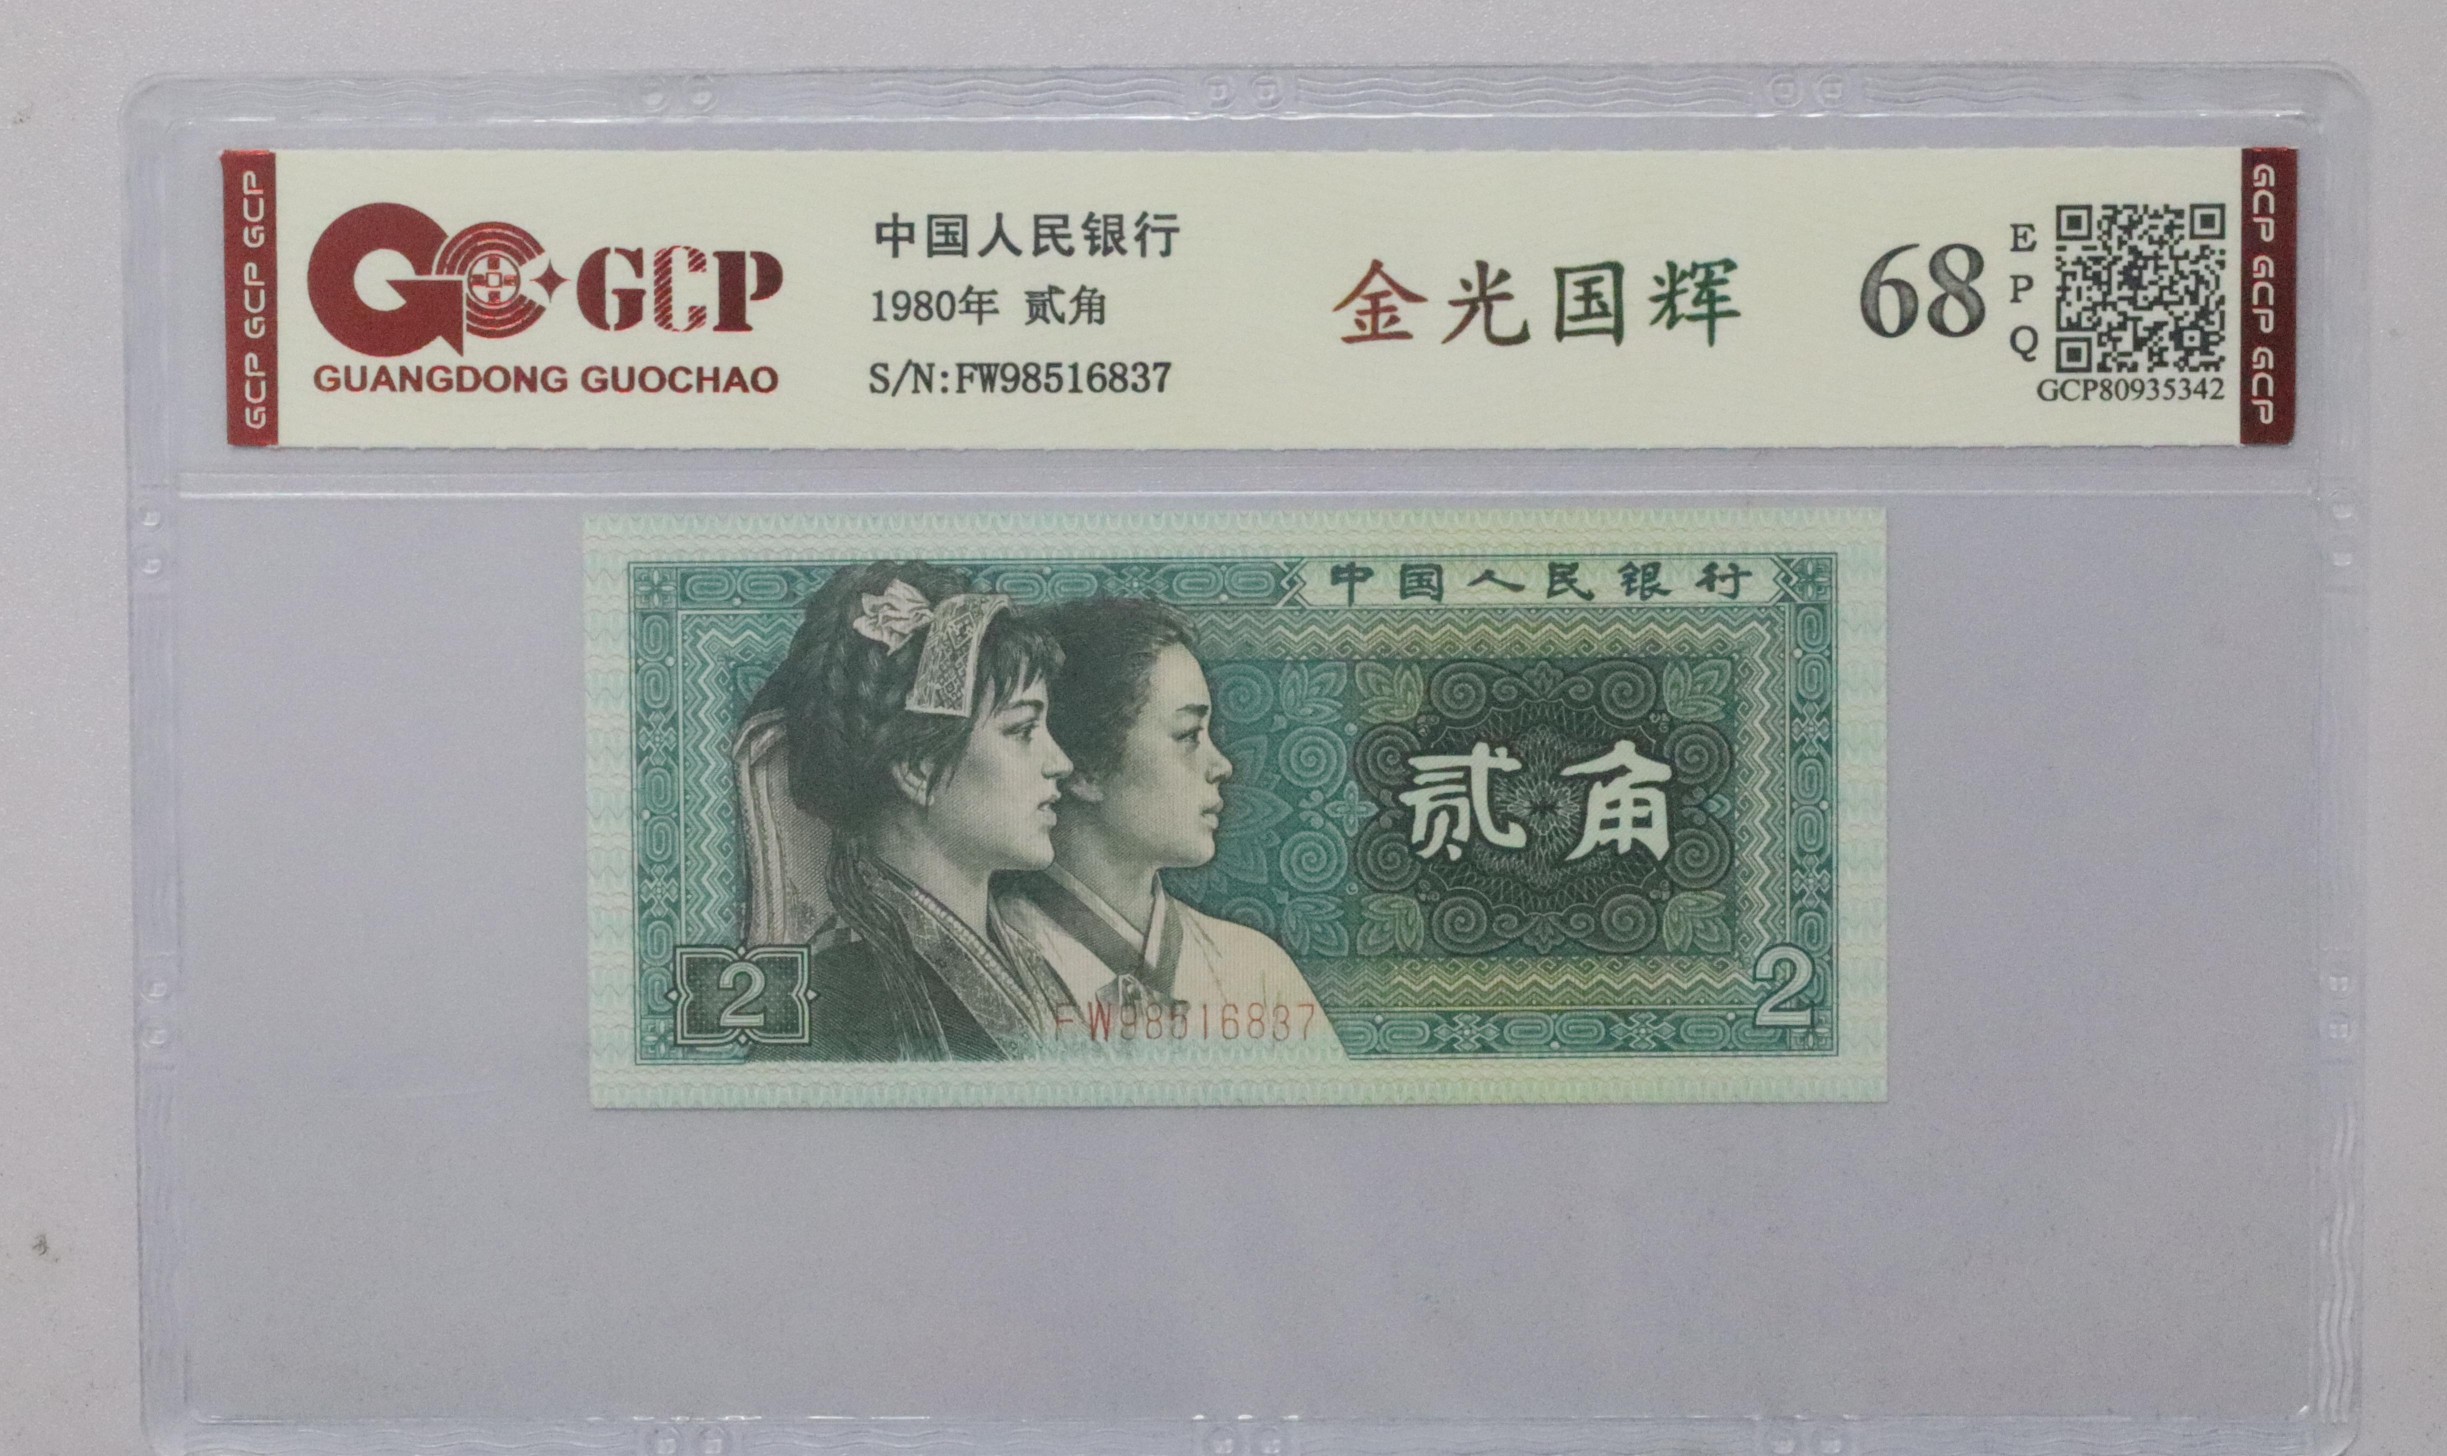 GCP GCP GCP
GCP
GUANGDONG GUOCHAO
中国人民银行
1980年 贰角
S/N:FW98516837
金光国辉
68
E
P
Q
GCP80935342
GCP GCP GCP
中国人民银行
贰角
2
FW98516837
2